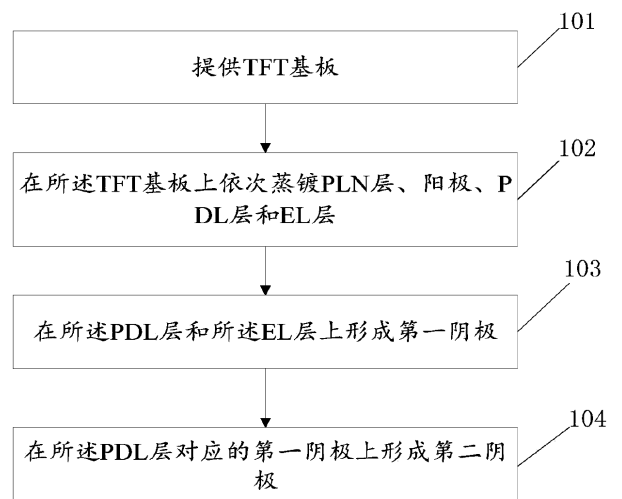 101
提供TFT基板
102
在所述TFT基板上依次蒸镀PLN层、阳极、P
DL层和EL层
103
在所述PDL层和所述EL层上形成第一阴极
104
在所述PDL层对应的第一阴极上形成第二阴
极